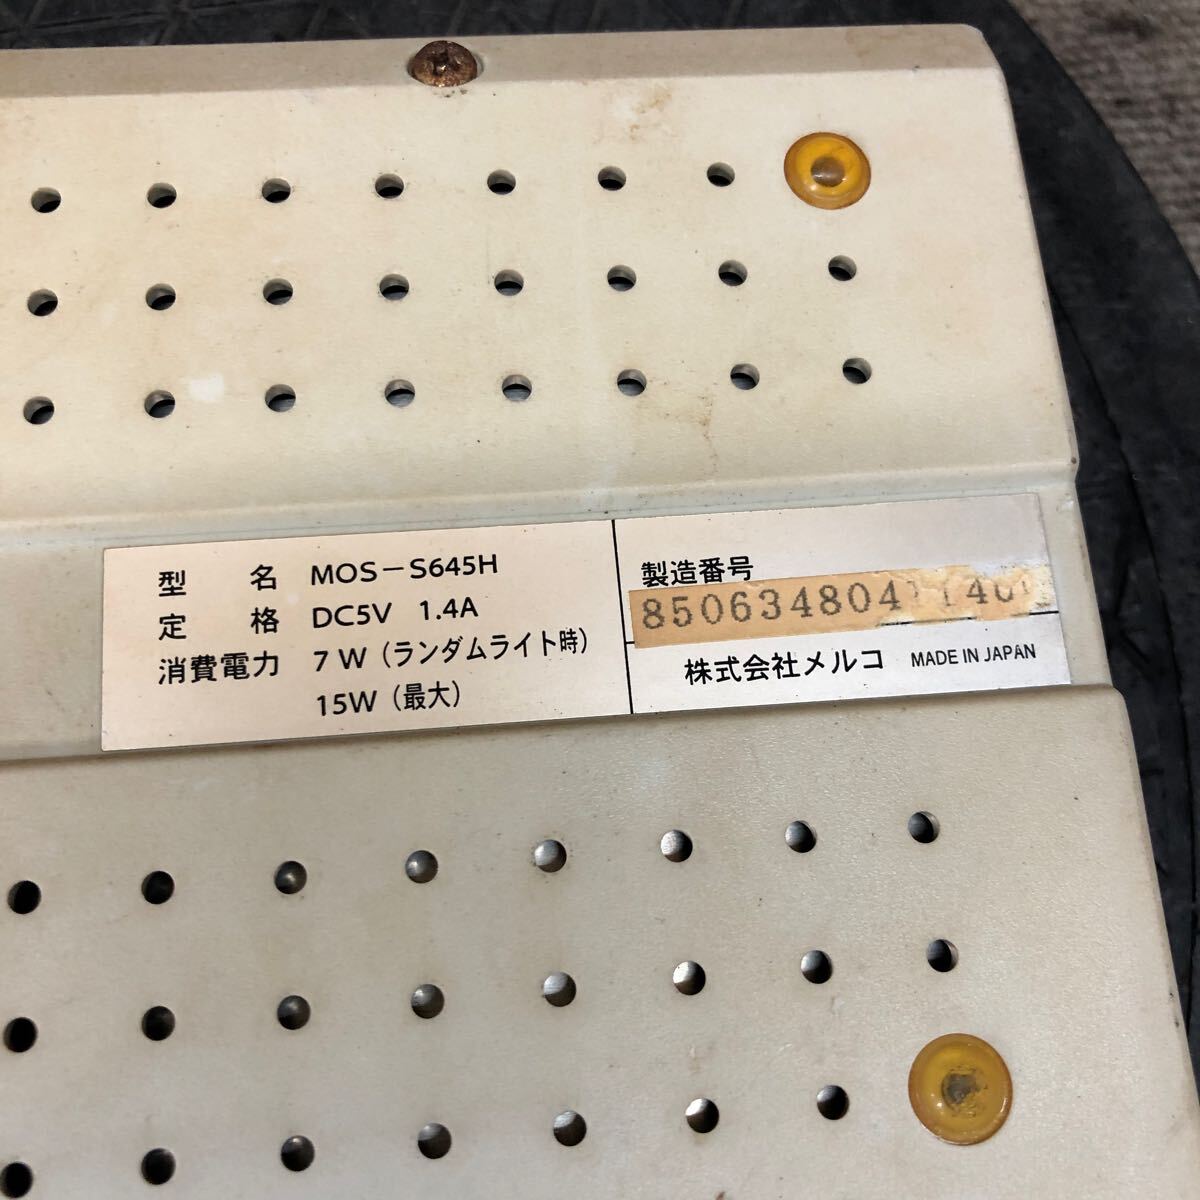 型 名 MOS-S645H
定 格 DC5V 1.4A
消費電力 7W (ランダムライト時)
15W (最大)
製造番号
850634804
株式会社メルコ MADE IN JAPAN